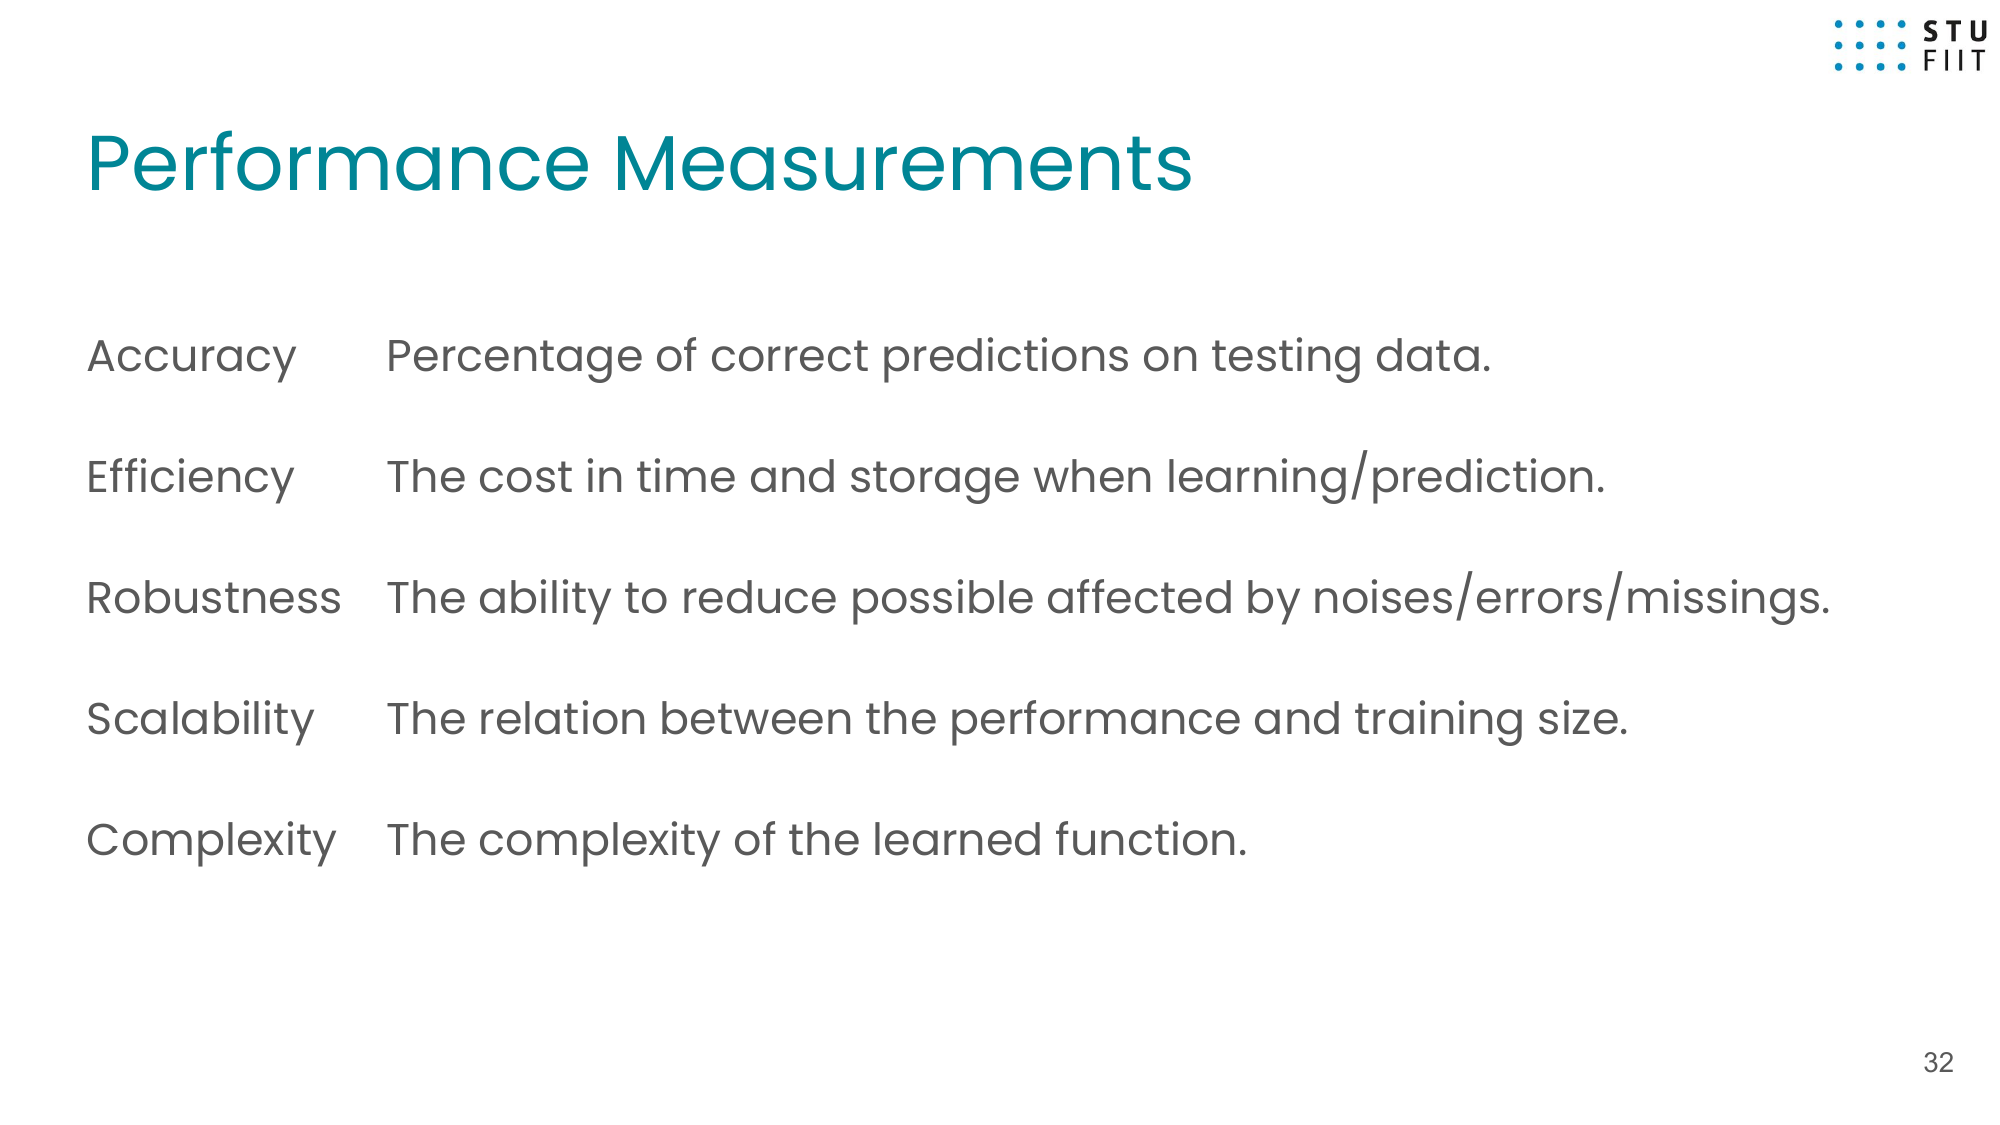 STU
FIIT
Performance Measurements
Accuracy Percentage of correct predictions on testing data.
Efficiency The cost in time and storage when learning/prediction.
Robustness The ability to reduce possible affected by noises/errors/missings.
Scalability The relation between the performance and training size.
Complexity The complexity of the learned function.
32